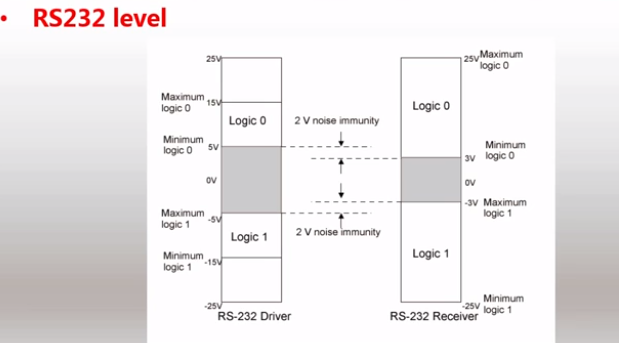 • RS232 level
25V
25V
Maximum
logic 0
Maximum
logic 0
15V
Logic 0
2 V noise immunity
Logic 0
Minimum
logic 0
5V
Minimum
logic 0
3V
0V
0V
-3V
Maximum
logic 1
Maximum
logic 1
-5V
Logic 1
2 V noise immunity
Logic 1
Minimum
logic 1
-15V
-25V
-25V
Minimum
logic 1
RS-232 Driver
RS-232 Receiver